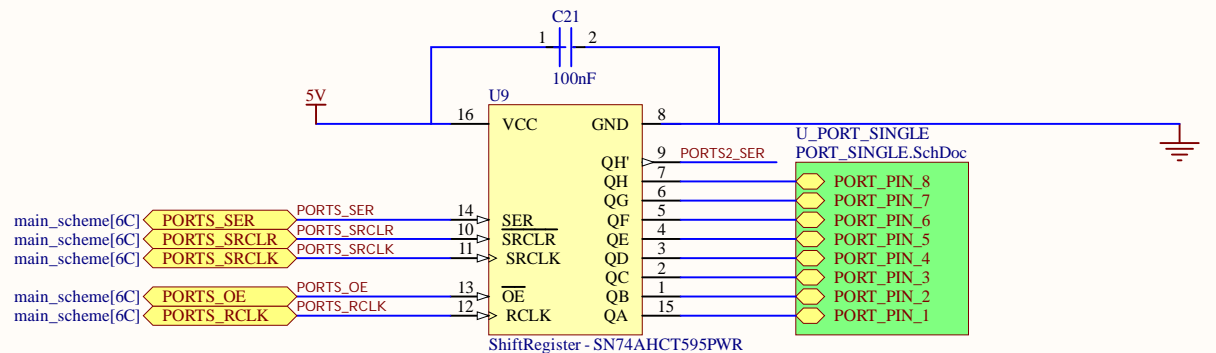 C21
1 2
100nF
5V
U9
16 VCC GND 8
U_PORT_SINGLE
PORT_SINGLE.SchDoc
QH' 9 PORTS2_SER
QH 7 PORT_PIN_8
QG 6 PORT_PIN_7
main_scheme[6C] PORTS_SER PORTS_SER 14 SER QF 5 PORT_PIN_6
main_scheme[6C] PORTS_SRCLR PORTS_SRCLR 10 SRCLR QE 4 PORT_PIN_5
main_scheme[6C] PORTS_SRCLK PORTS_SRCLK 11 SRCLK QD 3 PORT_PIN_4
QC 2 PORT_PIN_3
main_scheme[6C] PORTS_OE PORTS_OE 13 OE QB 1 PORT_PIN_2
main_scheme[6C] PORTS_RCLK PORTS_RCLK 12 RCLK QA 15 PORT_PIN_1
ShiftRegister - SN74AHCT595PWR